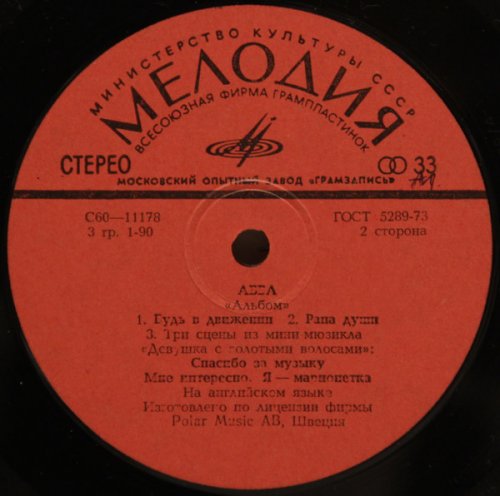 МИНИСТЕРСТВО КУЛЬТУРЫ СССР
МЕЛОДИЯ
ВСЕСОЮЗНАЯ ФИРМА ГРАМПЛАСТИНОК
СТЕРЕО
33
МОСКОВСКИЙ ОПЫТНЫЙ ЗАВОД «ГРАМЗАПИСЬ»
С60—11178 ГОСТ 5289-73
3 гр. 1-90 2 сторона
АББА
«Альбом»
1. Будь в движении 2. Рана души
3. Три сцены из мини-мюзикла
«Девушка с золотыми волосами»:
Спасибо за музыку
Мне интересно. Я — марионетка
На английском языке
Изготовлено по лицензии фирмы
Polar Music AB, Швеция